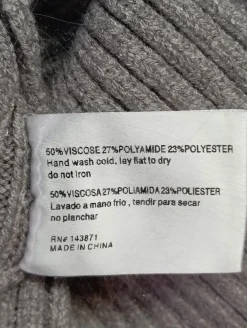 50%VISCOSE 27%POLYAMIDE 23%POLYESTER
Hand wash cold, lay flat to dry
do not iron
50%VISCOSA 27%POLIAMIDA 23%POLIESTER
Lavado a mano frio , tendir para secar
no planchar
RN# 143871
MADE IN CHINA